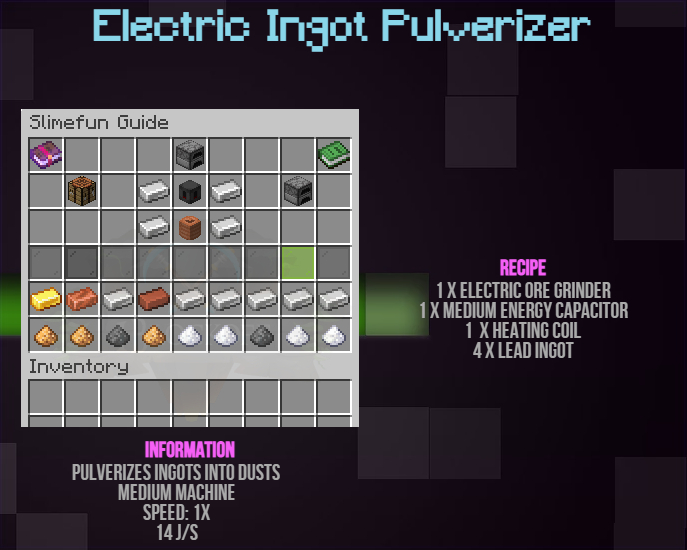 Electric Ingot Pulverizer
Slimefun Guide
Inventory
RECIPE
1 X ELECTRIC ORE GRINDER
1 X MEDIUM ENERGY CAPACITOR
1 X HEATING COIL
4 X LEAD INGOT
INFORMATION
PULVERIZES INGOTS INTO DUSTS
MEDIUM MACHINE
SPEED: 1X
14 J/S